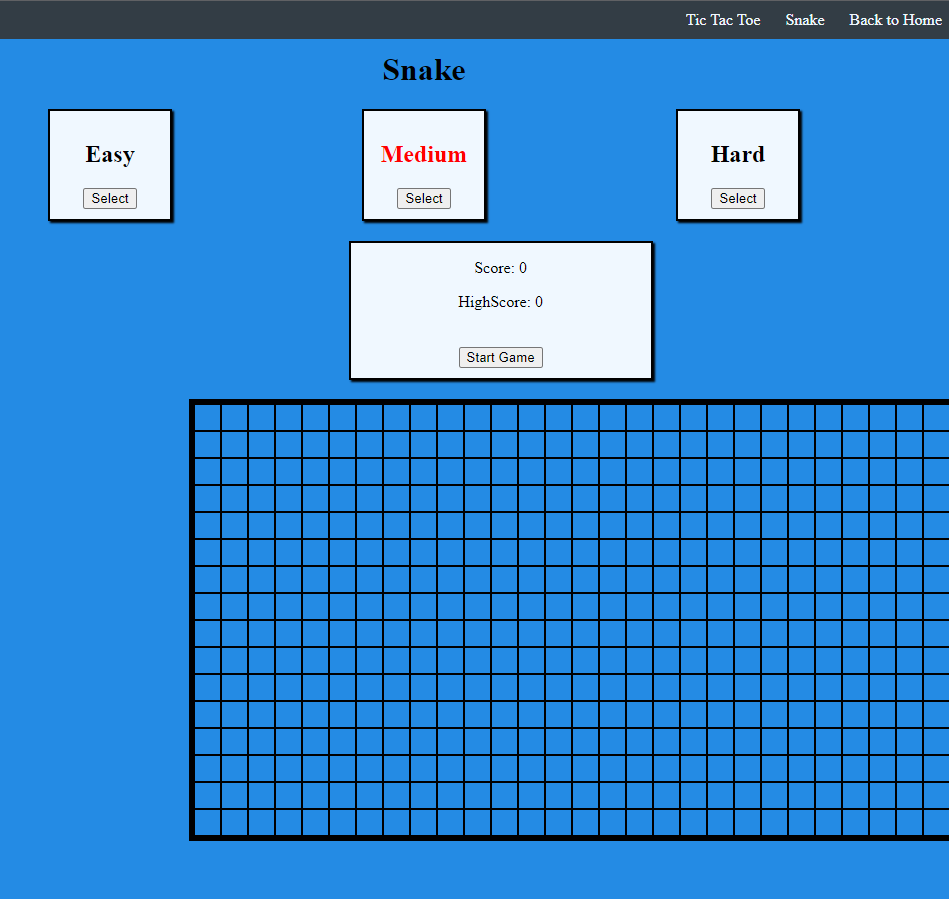 Tic Tac Toe Snake Back to Home
Snake
Easy
Select
Medium
Select
Hard
Select
Score: 0
HighScore: 0
Start Game